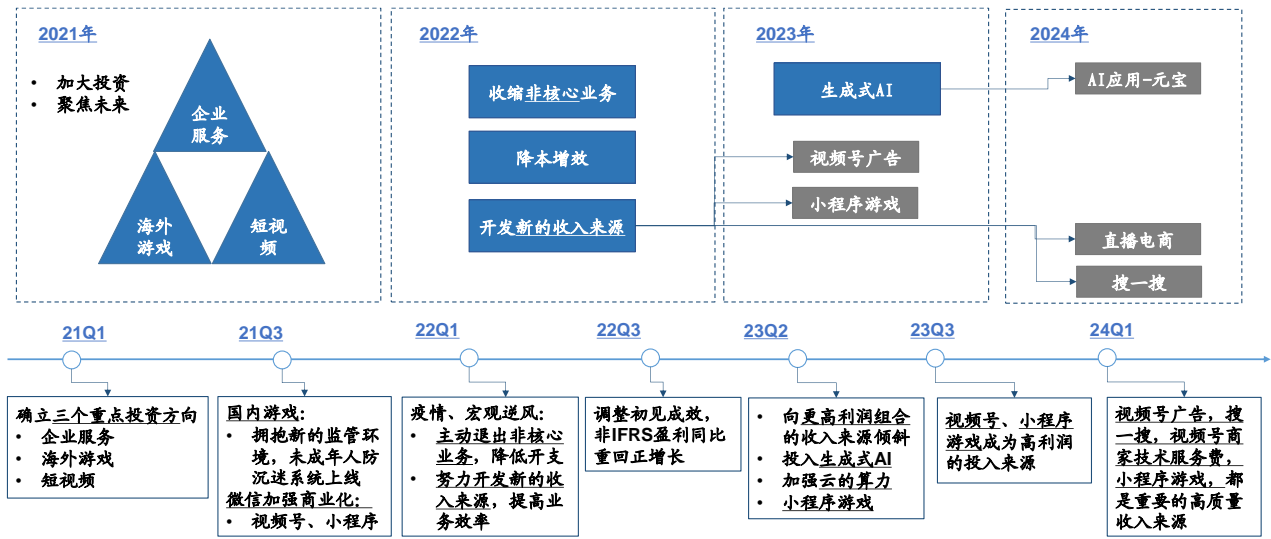 2021年
• 加大投资
• 聚焦未来
企业
服务
海外
游戏
短视
频
2022年
收缩非核心业务
降本增效
开发新的收入来源
2023年
生成式AI
视频号广告
小程序游戏
2024年
AI应用-元宝
直播电商
搜一搜
21Q1
确立三个重点投资方向
• 企业服务
• 海外游戏
• 短视频
21Q3
国内游戏：
• 拥抱新的监管环
境，未成年人防
沉迷系统上线
微信加强商业化：
• 视频号、小程序
22Q1
疫情、宏观逆风：
• 主动退出非核心
业务，降低开支
• 努力开发新的收
入来源，提高业
务效率
22Q3
调整初见成效，
非IFRS盈利同比
重回正增长
23Q2
• 向更高利润组合
的收入来源倾斜
• 投入生成式AI
• 加强云的算力
• 小程序游戏
23Q3
视频号、小程序
游戏成为高利润
的投入来源
24Q1
视频号广告，搜
一搜，视频号商
家技术服务费，
小程序游戏，都
是重要的高质量
收入来源